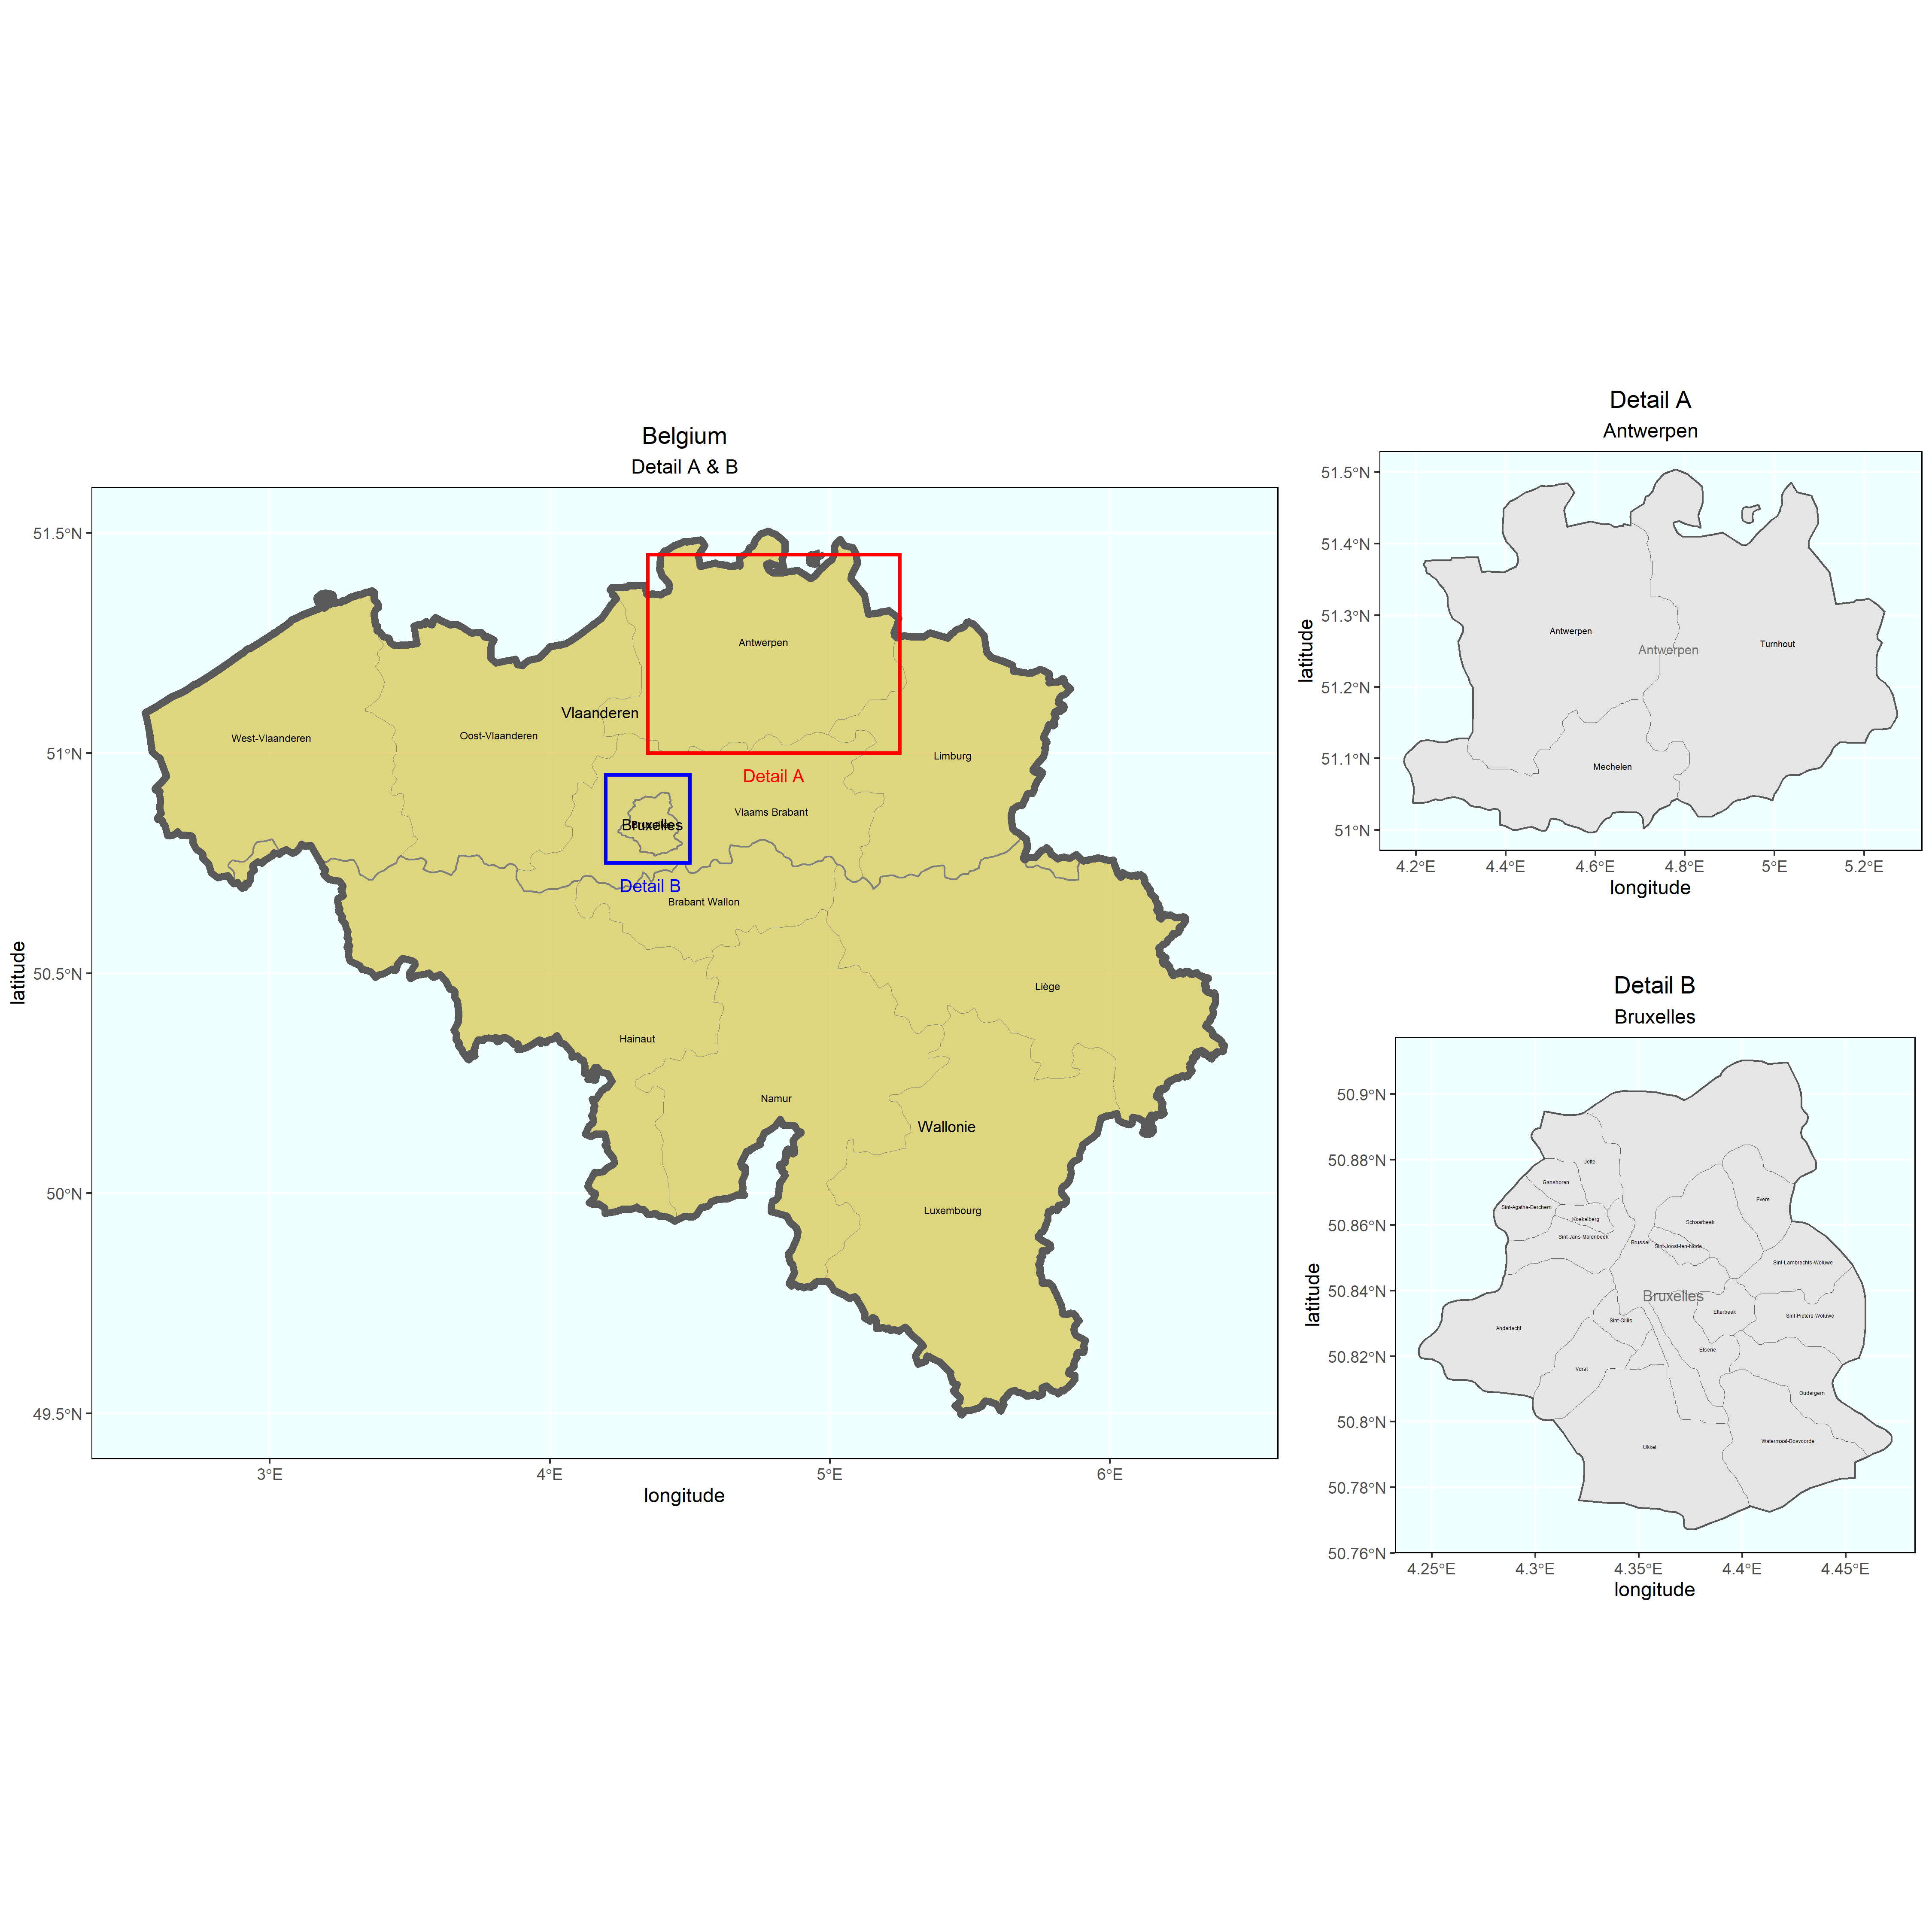 Belgium
Detail A & B
51.5°N
51°N
50.5°N
50°N
49.5°N
latitude
3°E
4°E
5°E
6°E
longitude
Antwerpen
Vlaanderen
West-Vlaanderen
Oost-Vlaanderen
Limburg
Detail A
Vlaams Brabant
Bruxelles
Detail B
Brabant Wallon
Liège
Hainaut
Namur
Wallonie
Luxembourg
Detail A
Antwerpen
51.5°N
51.4°N
51.3°N
51.2°N
51.1°N
51°N
latitude
4.2°E
4.4°E
4.6°E
4.8°E
5°E
5.2°E
longitude
Antwerpen
Antwerpen
Turnhout
Mechelen
Detail B
Bruxelles
50.9°N
50.88°N
50.86°N
50.84°N
50.82°N
50.8°N
50.78°N
50.76°N
latitude
4.25°E
4.3°E
4.35°E
4.4°E
4.45°E
longitude
Jette
Ganshoren
Evere
Sint-Agatha-Berchem
Koekelberg
Schaarbeek
Sint-Jans-Molenbeek
Brussel
Sint-Joost-ten-Node
Sint-Lambrechts-Woluwe
Bruxelles
Etterbeek
Sint-Pieters-Woluwe
Sint-Gillis
Anderlecht
Elsene
Vorst
Oudergem
Watermaal-Bosvoorde
Ukkel